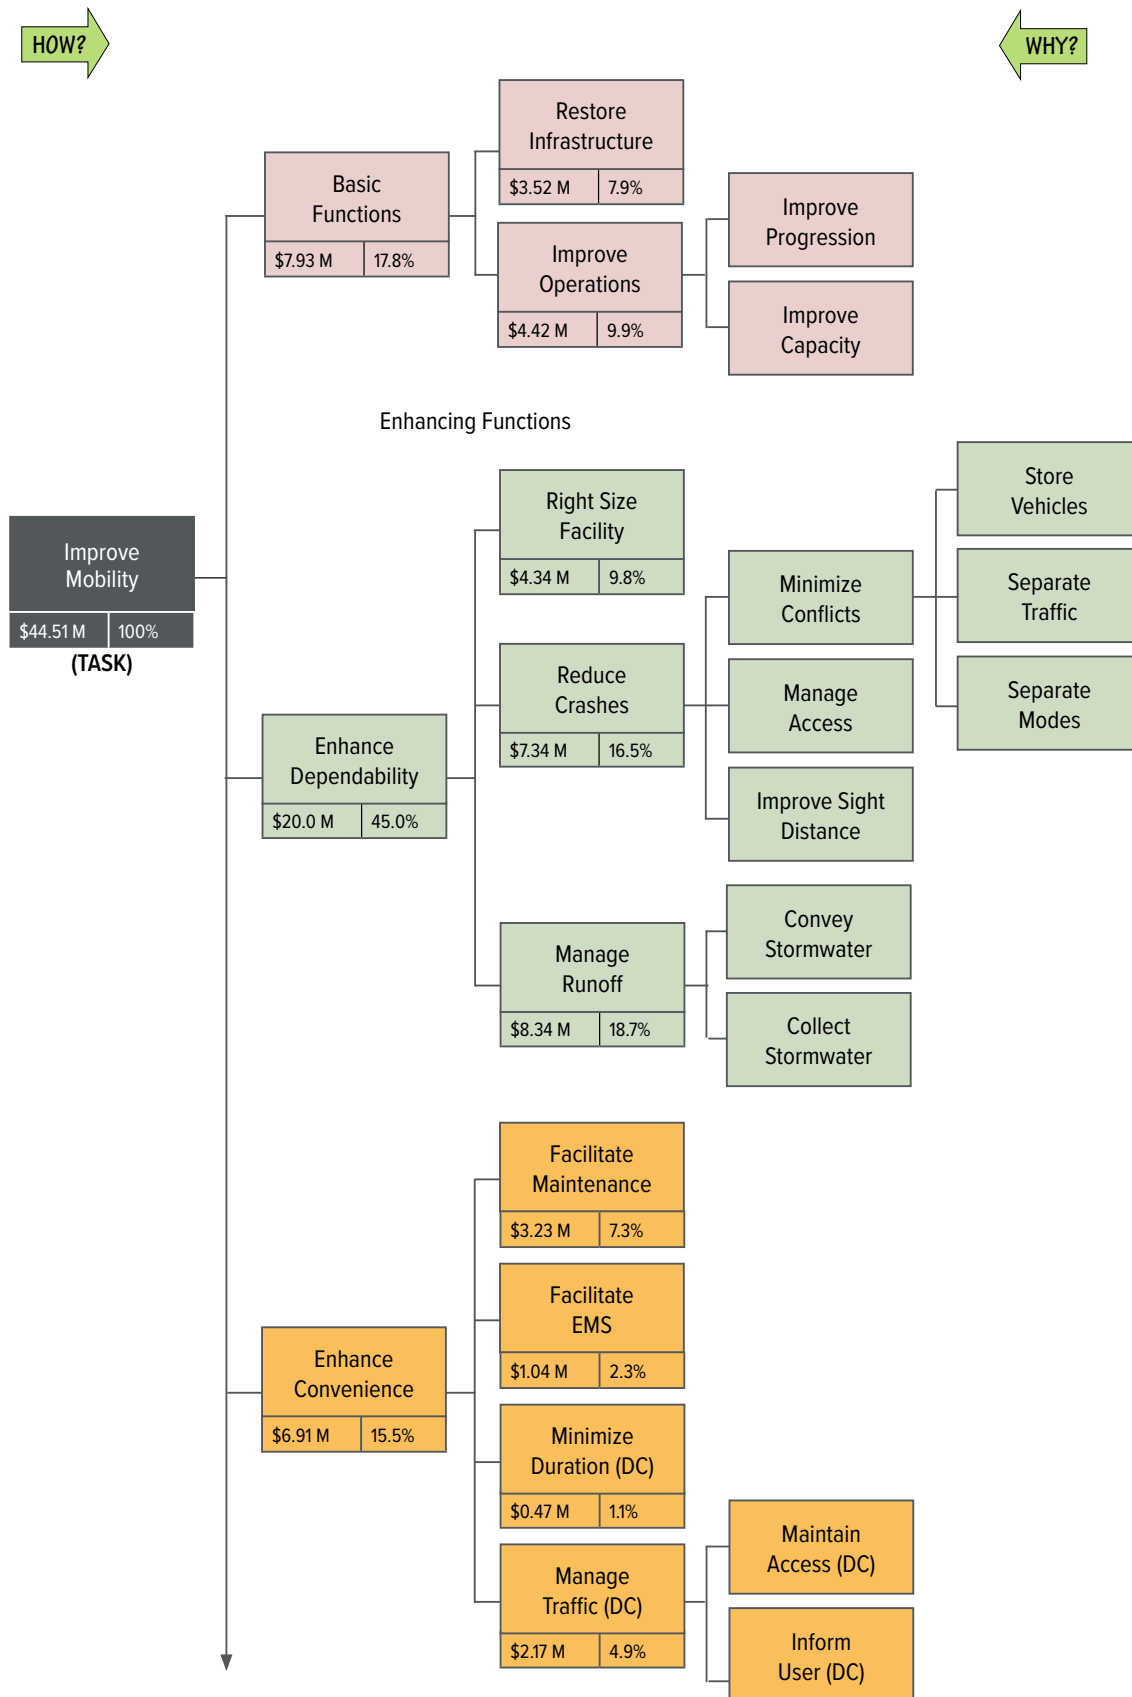 HOW?
WHY?
Restore
Infrastructure
$3.52 M 7.9%
Basic
Functions
$7.93 M 17.8%
Improve
Operations
$4.42 M 9.9%
Improve
Progression
Improve
Capacity
Enhancing Functions
Improve
Mobility
$44.51 M 100%
(TASK)
Enhance
Dependability
$20.0 M 45.0%
Right Size
Facility
$4.34 M 9.8%
Reduce
Crashes
$7.34 M 16.5%
Minimize
Conflicts
Store
Vehicles
Separate
Traffic
Separate
Modes
Manage
Access
Improve Sight
Distance
Manage
Runoff
$8.34 M 18.7%
Convey
Stormwater
Collect
Stormwater
Enhance
Convenience
$6.91 M 15.5%
Facilitate
Maintenance
$3.23 M 7.3%
Facilitate
EMS
$1.04 M 2.3%
Minimize
Duration (DC)
$0.47 M 1.1%
Manage
Traffic (DC)
$2.17 M 4.9%
Maintain
Access (DC)
Inform
User (DC)